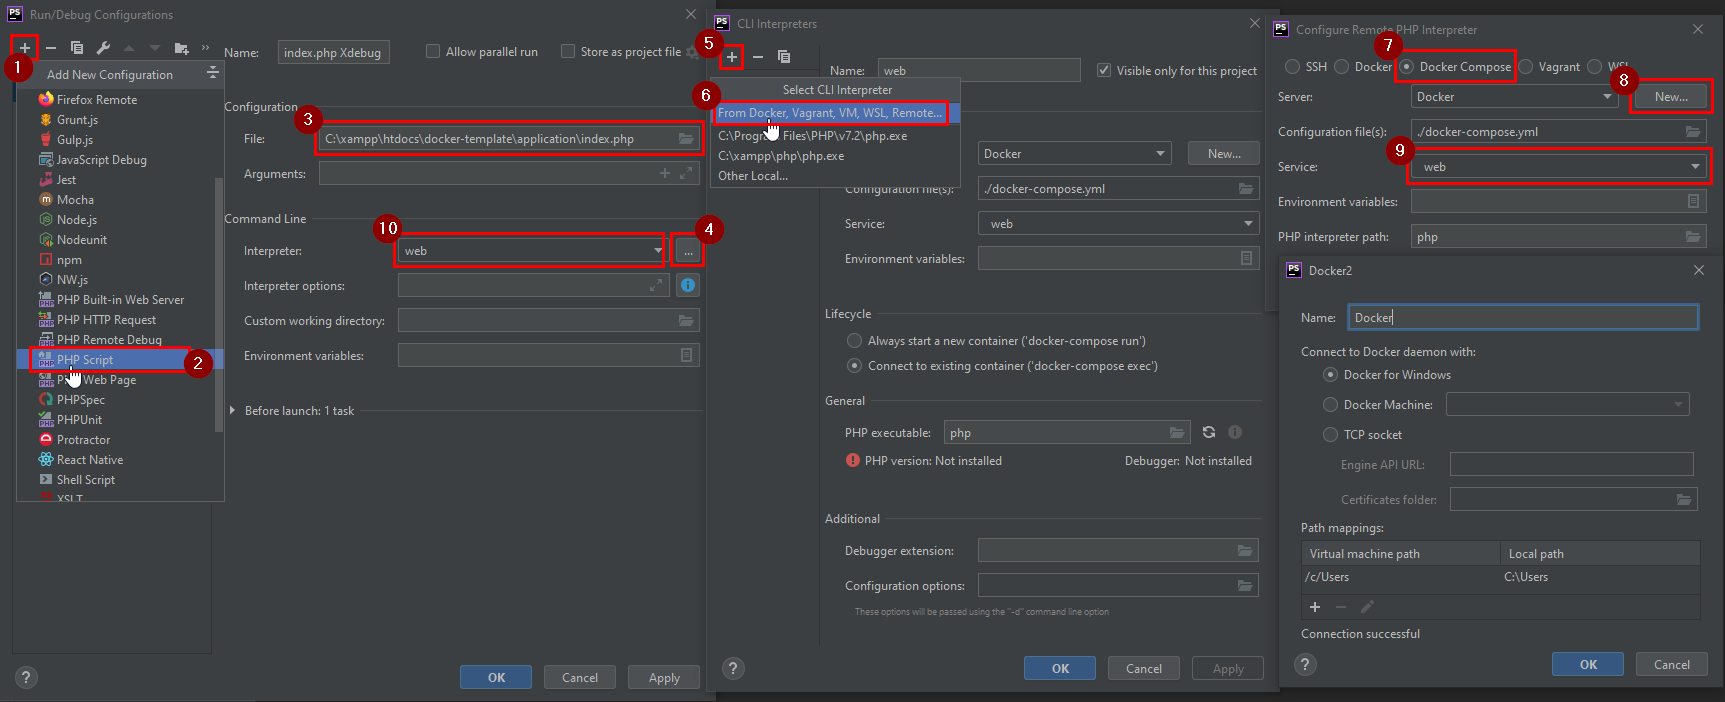 PS Run/Debug Configurations
1
Add New Configuration
Firefox Remote
Grunt.js
Gulp.js
JavaScript Debug
Jest
Mocha
Node.js
Nodeunit
npm
NW.js
PHP Built-in Web Server
PHP HTTP Request
PHP Remote Debug
PHP Script
2
Web Page
PHPSpec
PHPUnit
Protractor
React Native
Shell Script
XSLT
Name: index.php Xdebug
Allow parallel run
Store as project file
Configuration
3
File: C:\xampp\htdocs\docker-template\application\index.php
Arguments:
Command Line
10
4
Interpreter: web ...
Interpreter options:
Custom working directory:
Environment variables:
Before launch: 1 task
? OK Cancel Apply
PS CLI Interpreters
5
Name: web
Visible only for this project
Select CLI Interpreter
6
From Docker, Vagrant, VM, WSL, Remote...
C:\Progra Files\PHP\v7.2\php.exe
C:\xampp\php\php.exe
Other Local...
Docker New...
Configuration file(s): ./docker-compose.yml
Service: web
Environment variables:
Lifecycle
Always start a new container ('docker-compose run')
Connect to existing container ('docker-compose exec')
General
PHP executable: php
PHP version: Not installed
Debugger: Not installed
Additional
Debugger extension:
Configuration options:
These options will be passed using the "-d" command line option
? OK Cancel Apply
PS Configure Remote PHP Interpreter
7
SSH Docker Docker Compose Vagrant WSL
8
Server: Docker New...
Configuration file(s): ./docker-compose.yml
9
Service: web
Environment variables:
PHP interpreter path: php
PS Docker2
Name: Docker
Connect to Docker daemon with:
Docker for Windows
Docker Machine:
TCP socket
Engine API URL:
Certificates folder:
Path mappings:
Virtual machine path Local path
/c/Users C:\Users
Connection successful
? OK Cancel